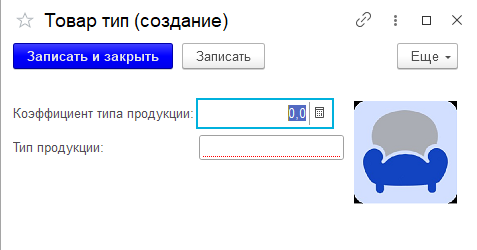 Товар тип (создание)
Записать и закрыть
Записать
Еще
Коэффициент типа продукции:
0,0
Тип продукции: